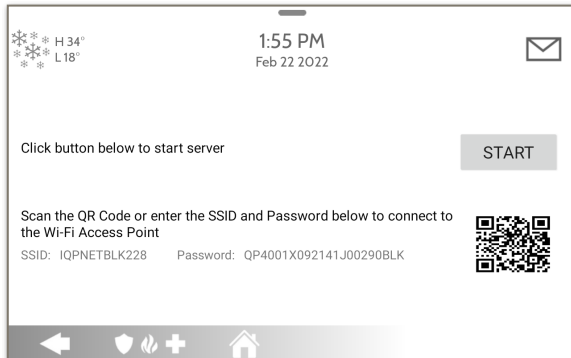 H 34°
L 18°
1:55 PM
Feb 22 2022
Click button below to start server
START
Scan the QR Code or enter the SSID and Password below to connect to
the Wi-Fi Access Point
SSID: IQPNETBLK228 Password: QP4001X092141J00290BLK